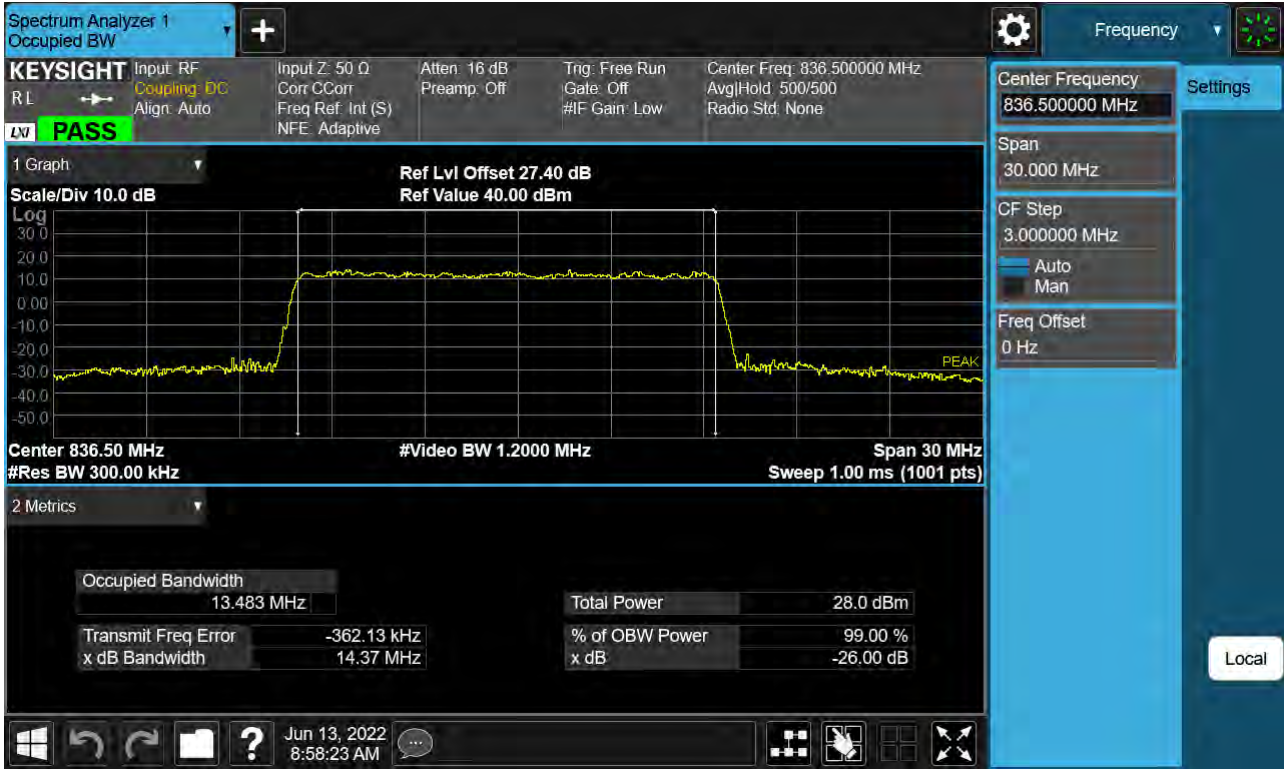 Spectrum Analyzer 1
Occupied BW
+
Frequency
KEYSIGHT
R L
LXI PASS
Input: RF
Coupling: DC
Align: Auto
Input Z: 50 Ω
Corr CCorr
Freq Ref: Int (S)
NFE: Adaptive
Atten: 16 dB
Preamp: Off
Trig: Free Run
Gate: Off
#IF Gain: Low
Center Freq: 836.500000 MHz
Avg|Hold: 500/500
Radio Std: None
Center Frequency
836.500000 MHz
Settings
Span
30.000 MHz
CF Step
3.000000 MHz
Auto
Man
Freq Offset
0 Hz
Local
1 Graph
Scale/Div 10.0 dB
Ref Lvl Offset 27.40 dB
Ref Value 40.00 dBm
Log
30.0
20.0
10.0
0.00
-10.0
-20.0
-30.0
-40.0
-50.0
PEAK
Center 836.50 MHz
#Video BW 1.2000 MHz
Span 30 MHz
#Res BW 300.00 kHz
Sweep 1.00 ms (1001 pts)
2 Metrics
Occupied Bandwidth
13.483 MHz
Total Power 28.0 dBm
Transmit Freq Error -362.13 kHz
% of OBW Power 99.00 %
x dB Bandwidth 14.37 MHz
x dB -26.00 dB
?
Jun 13, 2022
8:58:23 AM